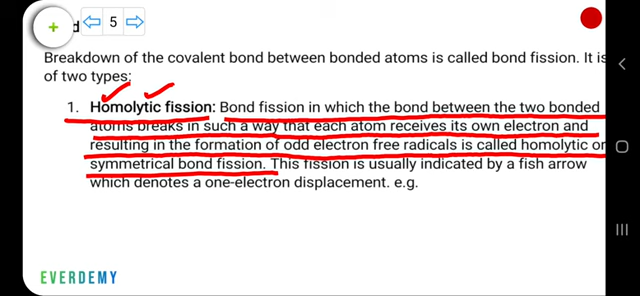 d
5
Breakdown of the covalent bond between bonded atoms is called bond fission. It is
of two types;
1. Homolytic fission: Bond fission in which the bond between the two bonded
atoms breaks in such a way that each atom receives its own electron and
resulting in the formation of odd electron free radicals is called homolytic or
symmetrical bond fission. This fission is usually indicated by a fish arrow
which denotes a one-electron displacement. e.g.
EVERDEMY